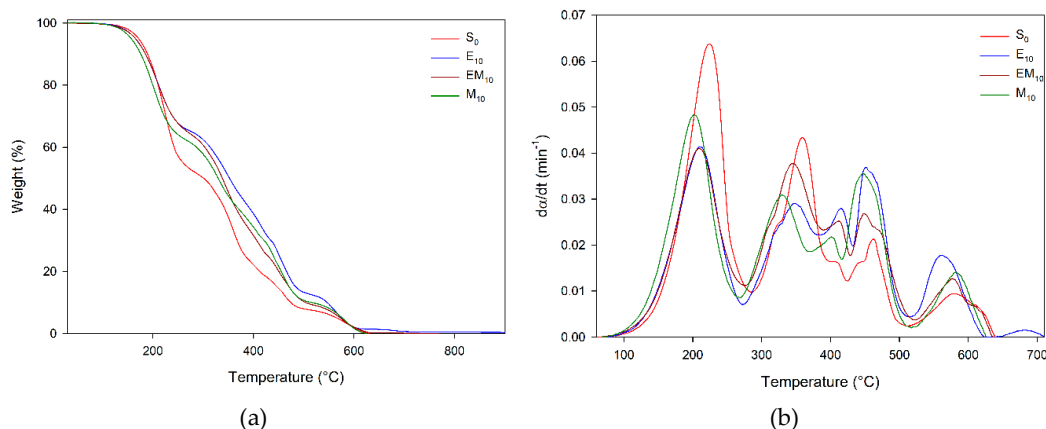 100
80
60
40
20
0
Weight (%)
200
400
600
800
Temperature (°C)
S₀
E₁₀
EM₁₀
M₁₀
(a)
0.07
0.06
0.05
0.04
0.03
0.02
0.01
0.00
dα/dt (min⁻¹)
100
200
300
400
500
600
700
Temperature (°C)
S₀
E₁₀
EM₁₀
M₁₀
(b)